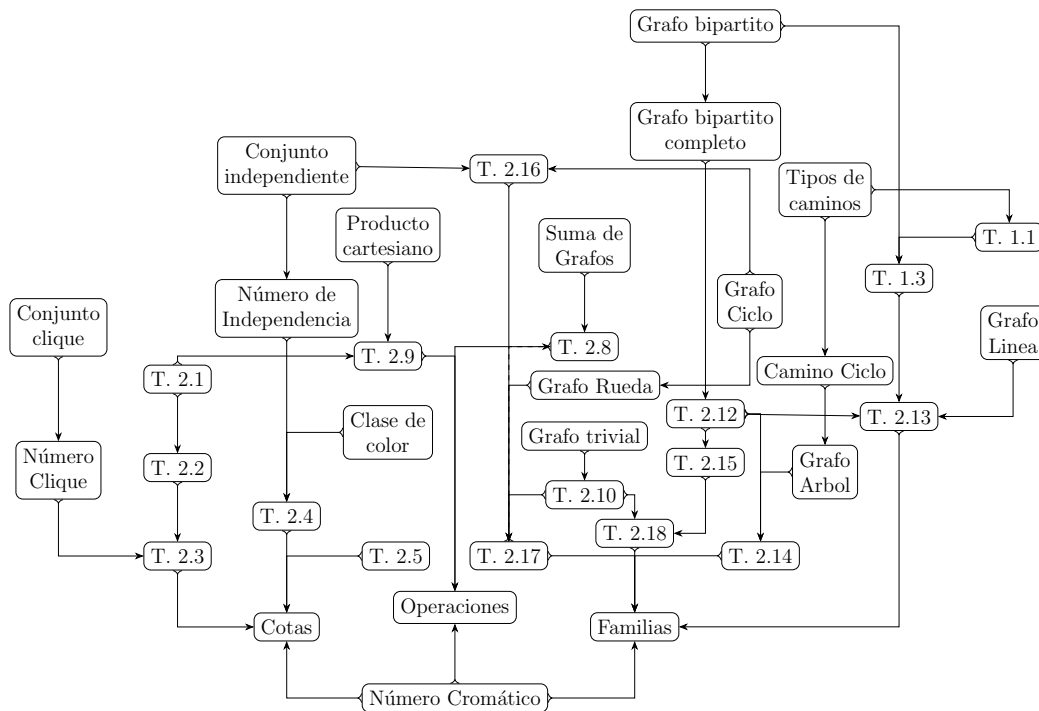 Grafo bipartito
Grafo bipartito
completo
Conjunto
independiente
T. 2.16
Tipos de
caminos
Producto
cartesiano
Suma de
Grafos
T. 1.1
T. 1.3
Grafo
Ciclo
Número de
Independencia
Conjunto
clique
Grafo
Linea
T. 2.9
T. 2.8
T. 2.1
Grafo Rueda
Camino Ciclo
T. 2.12
T. 2.13
Clase de
color
Grafo trivial
Número
Clique
T. 2.2
T. 2.15
Grafo
Arbol
T. 2.10
T. 2.4
T. 2.18
T. 2.3
T. 2.5
T. 2.17
T. 2.14
Operaciones
Cotas
Familias
Número Cromático